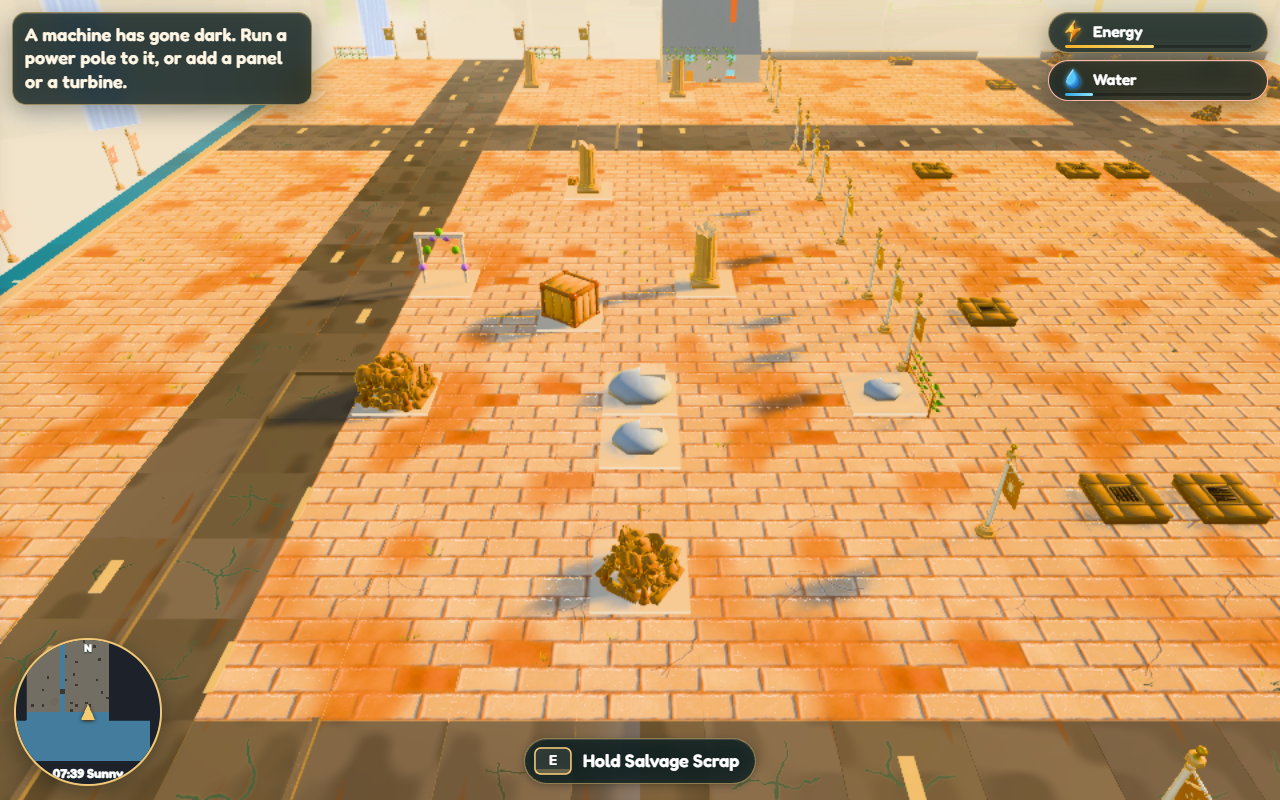 A machine has gone dark. Run a
power pole to it, or add a panel
or a turbine.
Energy
Water
N
07:39 Sunny
E
Hold Salvage Scrap